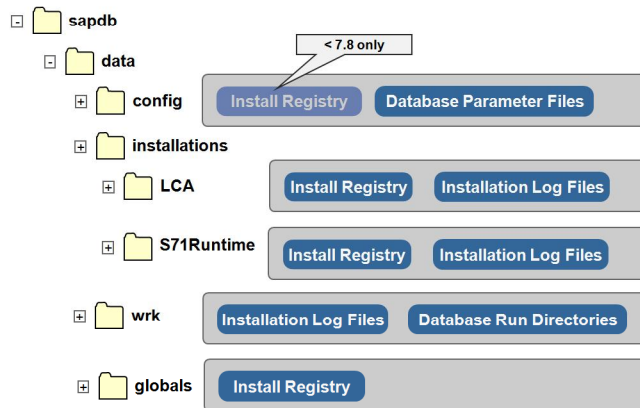 sapdb
< 7.8 only
data
config
Install Registry
Database Parameter Files
installations
LCA
Install Registry
Installation Log Files
S71Runtime
Install Registry
Installation Log Files
wrk
Installation Log Files
Database Run Directories
globals
Install Registry